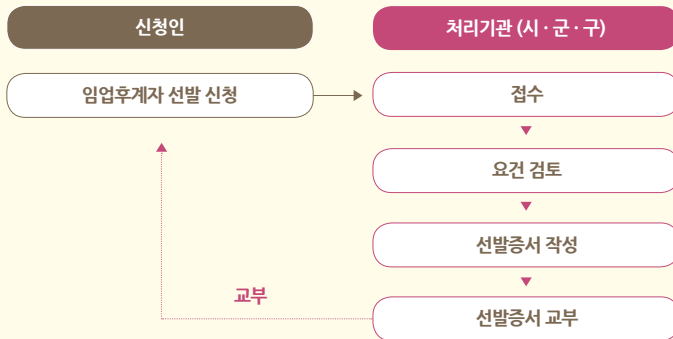 신청인
처리기관 (시 · 군 · 구)
임업후계자 선발 신청
접수
요건 검토
선발증서 작성
교부
선발증서 교부